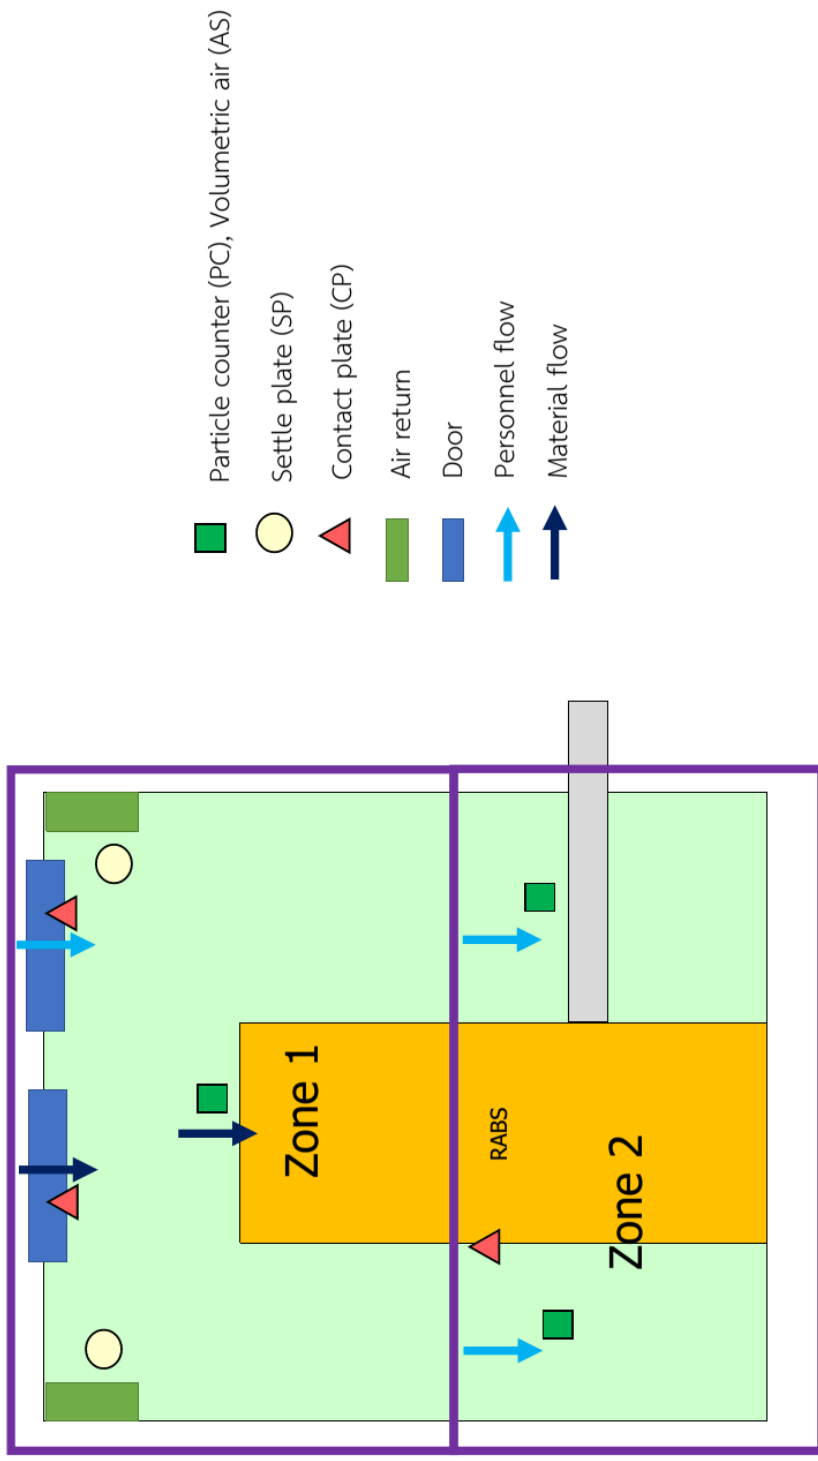 Particle counter (PC), Volumetric air (AS)
Settle plate (SP)
Contact plate (CP)
Air return
Door
Personnel flow
Material flow
Zone 1
RABS
Zone 2